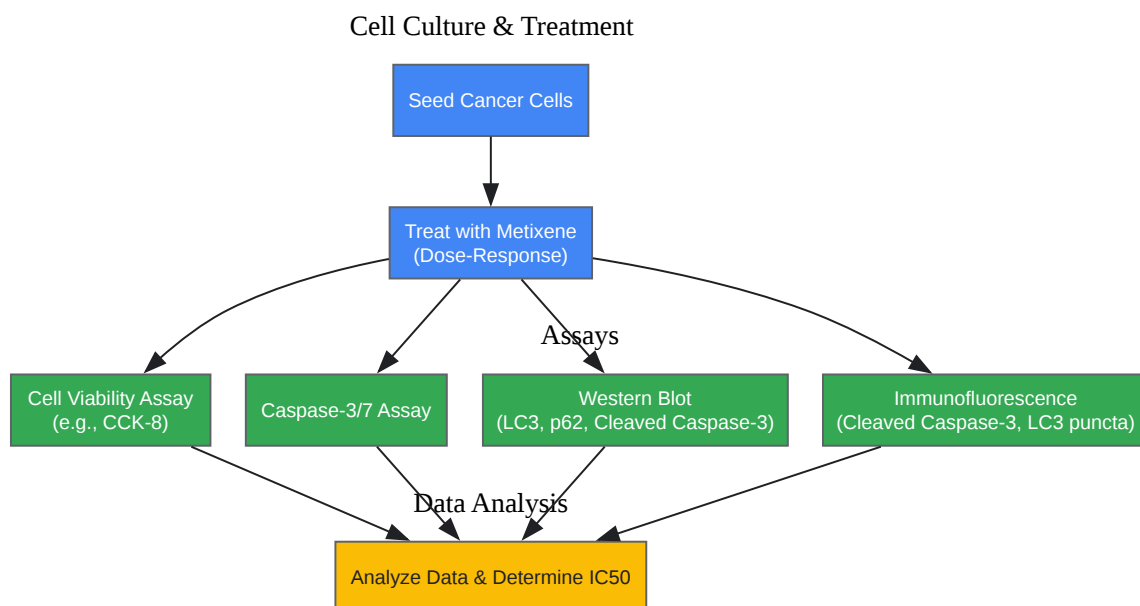 Cell Culture & Treatment
Seed Cancer Cells
Treat with Metixene
(Dose-Response)
Assays
Cell Viability Assay
(e.g., CCK-8)
Caspase-3/7 Assay
Western Blot
(LC3, p62, Cleaved Caspase-3)
Immunofluorescence
(Cleaved Caspase-3, LC3 puncta)
Data Analysis
Analyze Data & Determine IC50